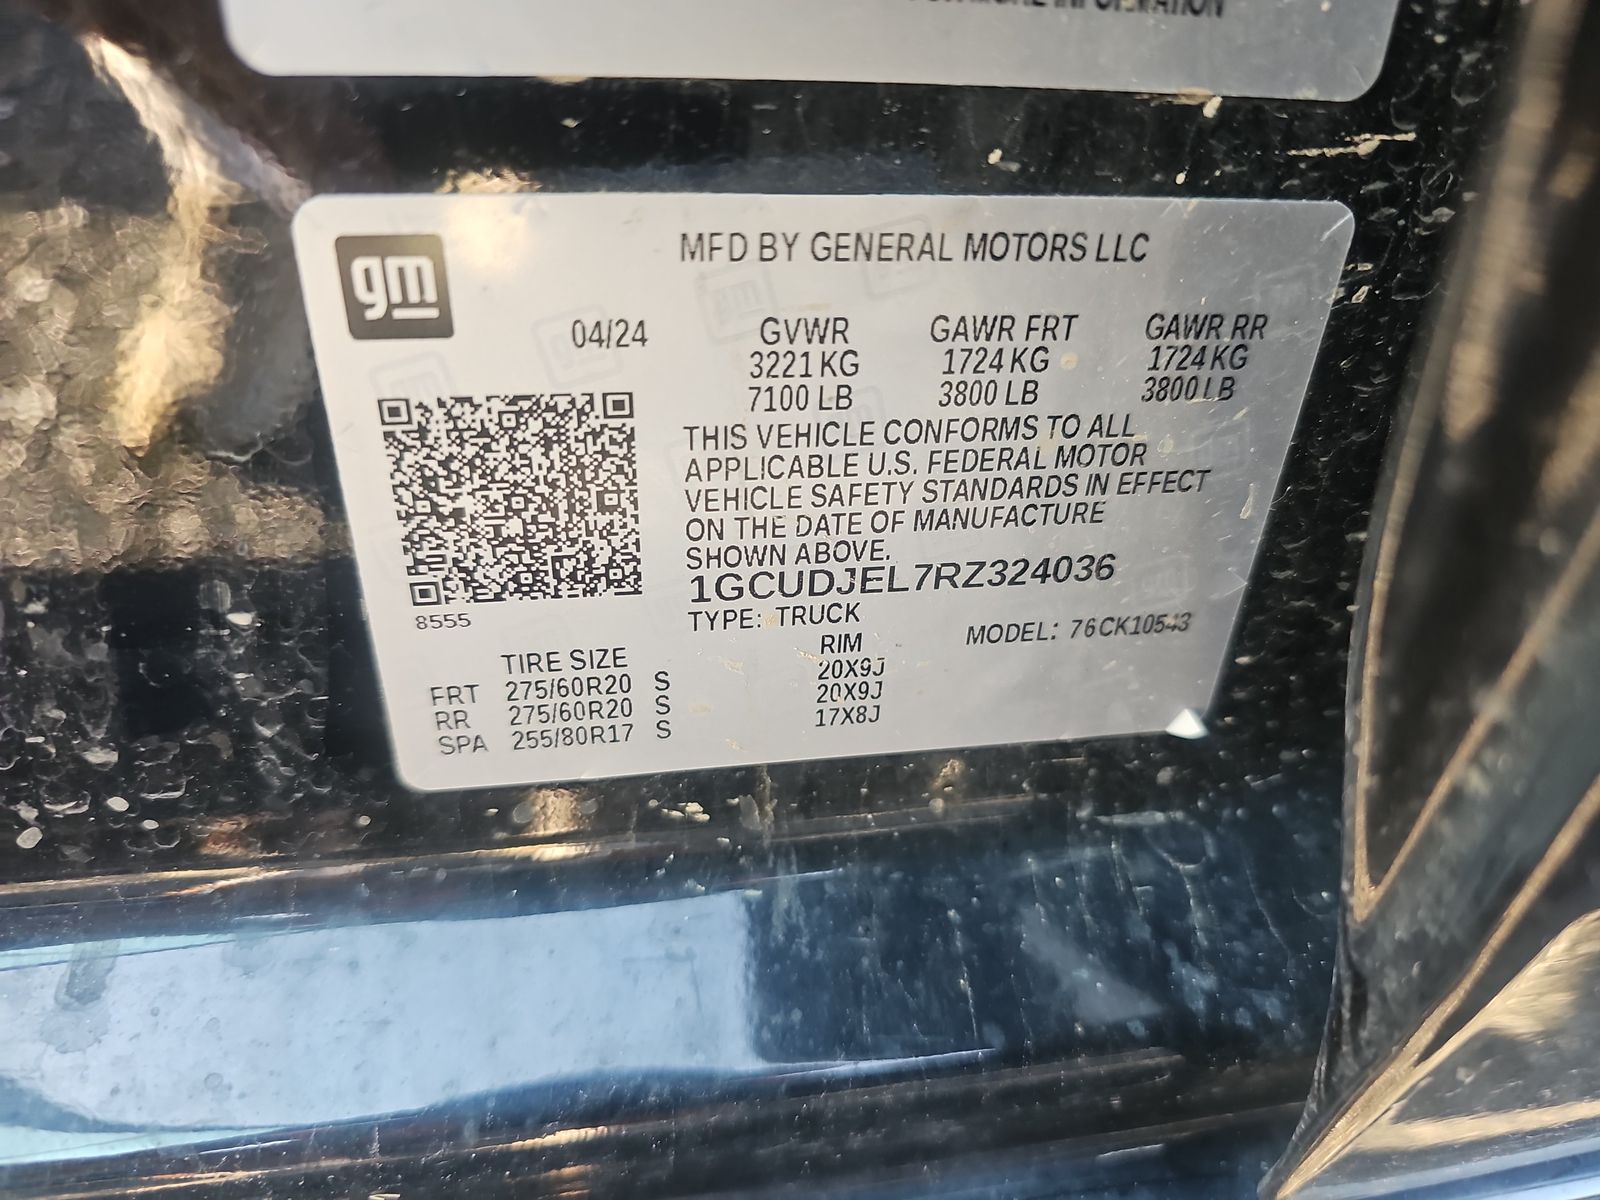 INFORMATION
gm
MFD BY GENERAL MOTORS LLC
04/24
GVWR GAWR FRT GAWR RR
3221 KG 1724 KG 1724 KG
7100 LB 3800 LB 3800 LB
THIS VEHICLE CONFORMS TO ALL
APPLICABLE U.S. FEDERAL MOTOR
VEHICLE SAFETY STANDARDS IN EFFECT
ON THE DATE OF MANUFACTURE
SHOWN ABOVE.
1GCUDJEL7RZ324036
8555
TYPE: TRUCK
MODEL: 76CK10543
TIRE SIZE RIM
FRT 275/60R20 S 20X9J
RR 275/60R20 S 20X9J
SPA 255/80R17 S 17X8J